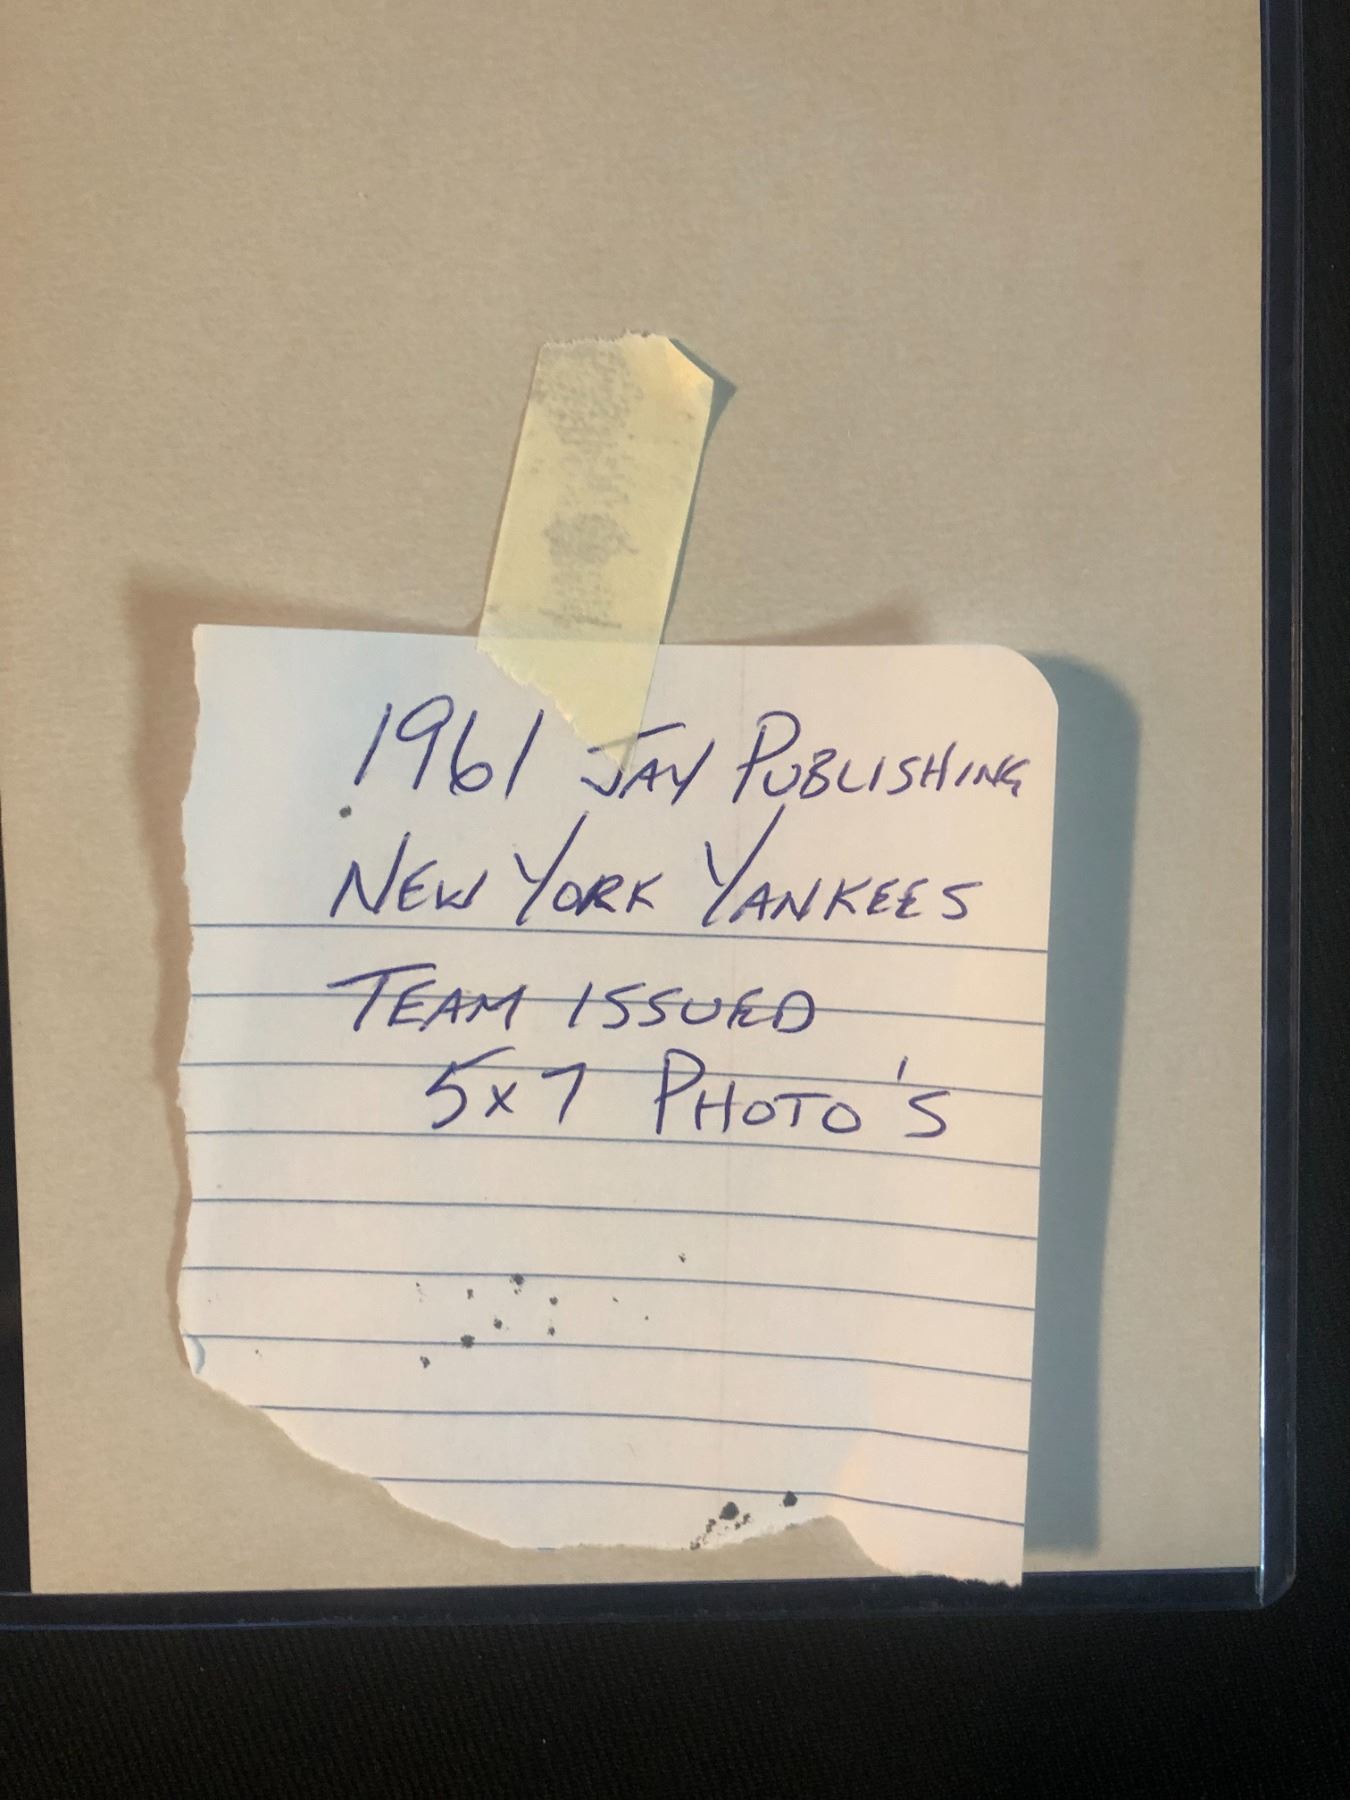 1961 JAY PUBLISHING
NEW YORK YANKEES
TEAM ISSUED
5x7 PHOTO'S